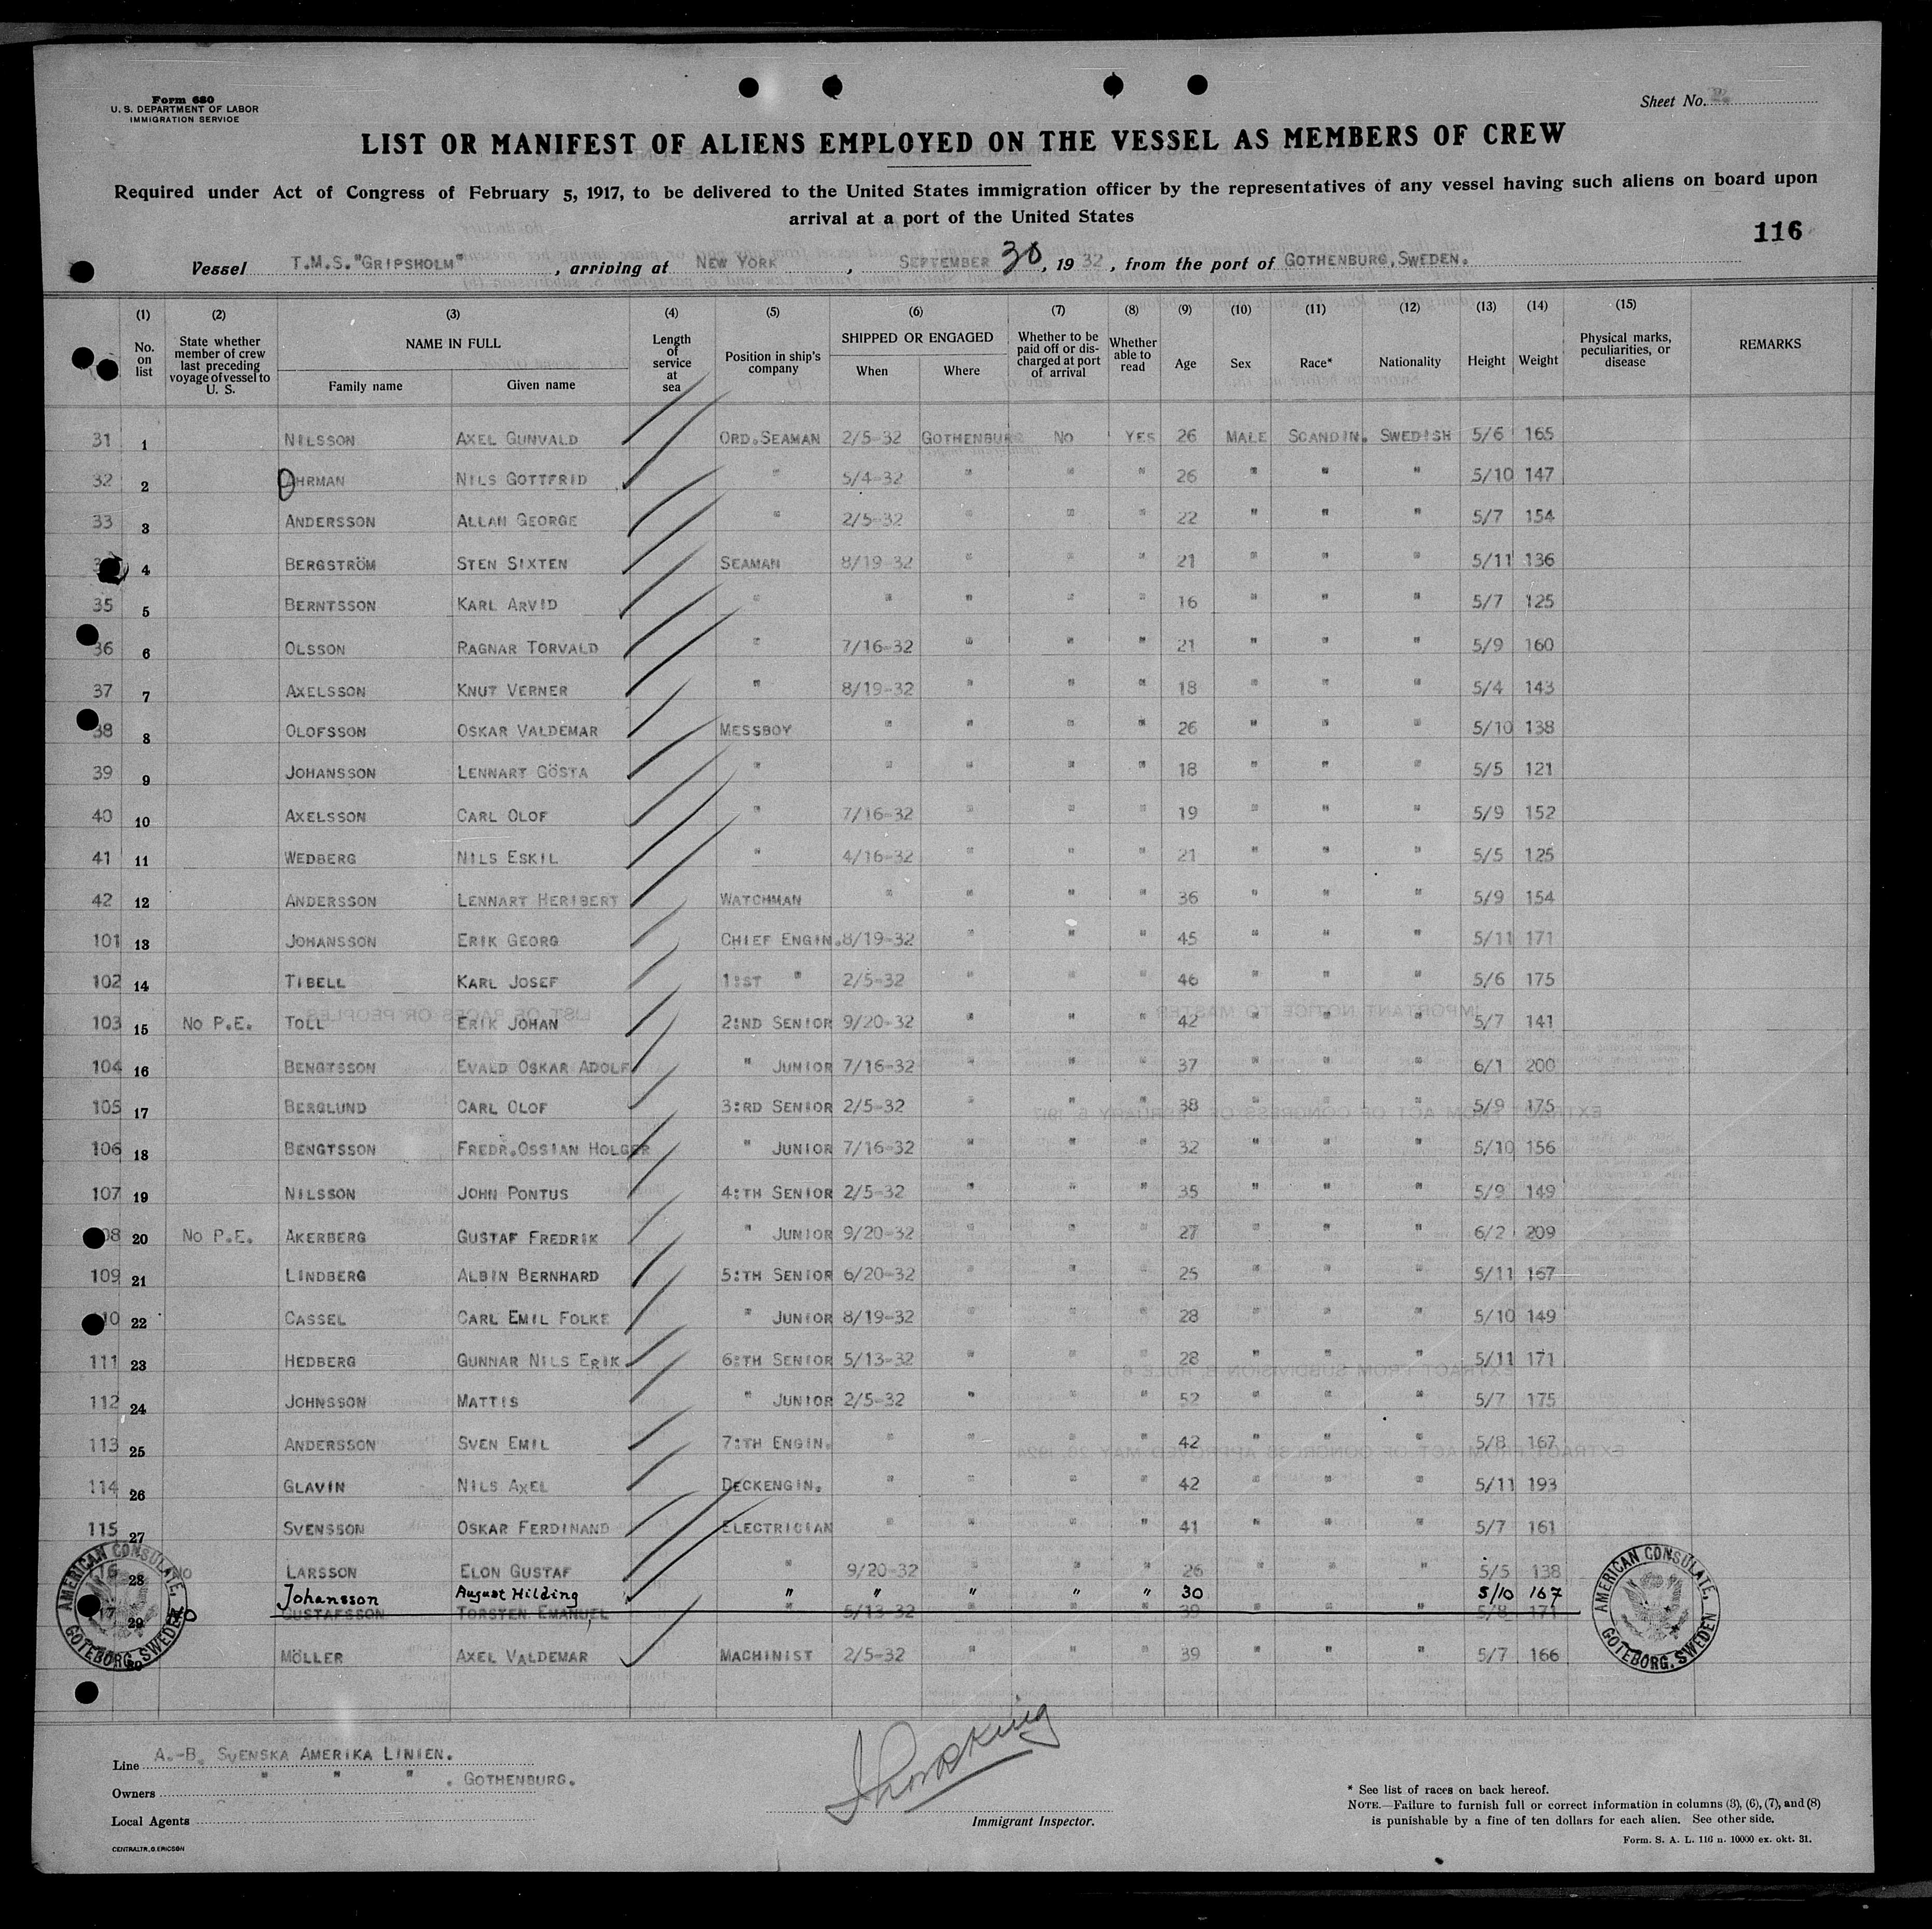 Form 680
U. S. DEPARTMENT OF LABOR
IMMIGRATION SERVICE
Sheet No.
LIST OR MANIFEST OF ALIENS EMPLOYED ON THE VESSEL AS MEMBERS OF CREW
Required under Act of Congress of February 5, 1917, to be delivered to the United States immigration officer by the representatives of any vessel having such aliens on board upon
arrival at a port of the United States
116
Vessel T.M.S."GRIPSHOLM", arriving at NEW YORK, SEPTEMBER 30, 1932, from the port of GOTHENBURG, SWEDEN.
(1) No. on list (2) State whether member of crew last preceding voyage of vessel to U. S. (3) NAME IN FULL Family name Given name (4) Length of service at sea (5) Position in ship's company (6) SHIPPED OR ENGAGED When Where (7) Whether to be paid off or discharged at port of arrival (8) Whether able to read (9) Age (10) Sex (11) Race* (12) Nationality (13) Height (14) Weight (15) Physical marks, peculiarities, or disease REMARKS
31 1 NILSSON AXEL GUNVALD ORD.SEAMAN 2/5-32 GOTHENBURG NO YES 26 MALE SCANDIN. SWEDISH 5/6 165
32 2 OHRMAN NILS GOTTFRID " 5/4-32 " " " 26 " " " 5/10 147
33 3 ANDERSSON ALLAN GEORGE " 2/5-32 " " " 22 " " " 5/7 154
4 BERGSTRÖM STEN SIXTEN SEAMAN 8/19-32 " " " 21 " " " 5/11 136
35 5 BERNTSSON KARL ARVID " " " " " 16 " " " 5/7 125
36 6 OLSSON RAGNAR TORVALD " 7/16-32 " " " 21 " " " 5/9 160
37 7 AXELSSON KNUT VERNER " 8/19-32 " " " 18 " " " 5/4 143
38 8 OLOFSSON OSKAR VALDEMAR MESSBOY " " " " 26 " " " 5/10 138
39 9 JOHANSSON LENNART GÖSTA " " " " " 18 " " " 5/5 121
40 10 AXELSSON CARL OLOF " 7/16-32 " " " 19 " " " 5/9 152
41 11 WEDBERG NILS ESKIL " 4/16-32 " " " 21 " " " 5/5 125
42 12 ANDERSSON LENNART HERIBERT WATCHMAN " " " " 36 " " " 5/9 154
101 13 JOHANSSON ERIK GEORG CHIEF ENGIN. 8/19-32 " " " 45 " " " 5/11 171
102 14 TIBELL KARL JOSEF 1:ST " 2/5-32 " " " 46 " " " 5/6 175
103 15 NO P.E. TOLL ERIK JOHAN 2:ND SENIOR 9/20-32 " " " 42 " " " 5/7 141
104 16 BENGTSSON EVALD OSKAR ADOLF " JUNIOR 7/16-32 " " " 37 " " " 6/1 200
105 17 BERGLUND CARL OLOF 3:RD SENIOR 2/5-32 " " " 38 " " " 5/9 175
106 18 BENGTSSON FREDR.OSSIAN HOLGER " JUNIOR 7/16-32 " " " 32 " " " 5/10 156
107 19 NILSSON JOHN PONTUS 4:TH SENIOR 2/5-32 " " " 35 " " " 5/9 149
08 20 NO P.E. AKERBERG GUSTAF FREDRIK " JUNIOR 9/20-32 " " " 27 " " " 6/2 209
109 21 LINDBERG ALBIN BERNHARD 5:TH SENIOR 6/20-32 " " " 25 " " " 5/11 167
10 22 CASSEL CARL EMIL FOLKE " JUNIOR 8/19-32 " " " 28 " " " 5/10 149
111 23 HEDBERG GUNNAR NILS ERIK 6:TH SENIOR 5/13-32 " " " 28 " " " 5/11 171
112 24 JOHNSSON MATTIS " JUNIOR 2/5-32 " " " 52 " " " 5/7 175
113 25 ANDERSSON SVEN EMIL 7:TH ENGIN. " " " " 42 " " " 5/8 167
114 26 GLAVIN NILS AXEL DECKENGIN. " " " " 42 " " " 5/11 193
115 27 SVENSSON OSKAR FERDINAND ELECTRICIAN " " " " 41 " " " 5/7 161
16 28 NO LARSSON ELON GUSTAF " 9/20-32 " " " 26 " " " 5/5 138
Johansson August Hilding " " " " " 30 5/10 167
17 29 GUSTAFSSON TORSTEN EMANUEL " 5/13-32 39 " " " 5/8 171
30 MÖLLER AXEL VALDEMAR MACHINIST 2/5-32 " " " 39 " " " 5/7 166
AMERICAN CONSULATE, GOTEBORG, SWEDEN
AMERICAN CONSULATE, GOTEBORG, SWEDEN
Line A.-B. SVENSKA AMERIKA LINIEN.
Owners " " " . GOTHENBURG.
Local Agents
Immigrant Inspector.
CENTRALTR, G. ERICSON
* See list of races on back hereof.
NOTE.—Failure to furnish full or correct information in columns (3), (6), (7), and (8)
is punishable by a fine of ten dollars for each alien. See other side.
Form. S. A. L. 116 n. 10000 ex. okt. 31.